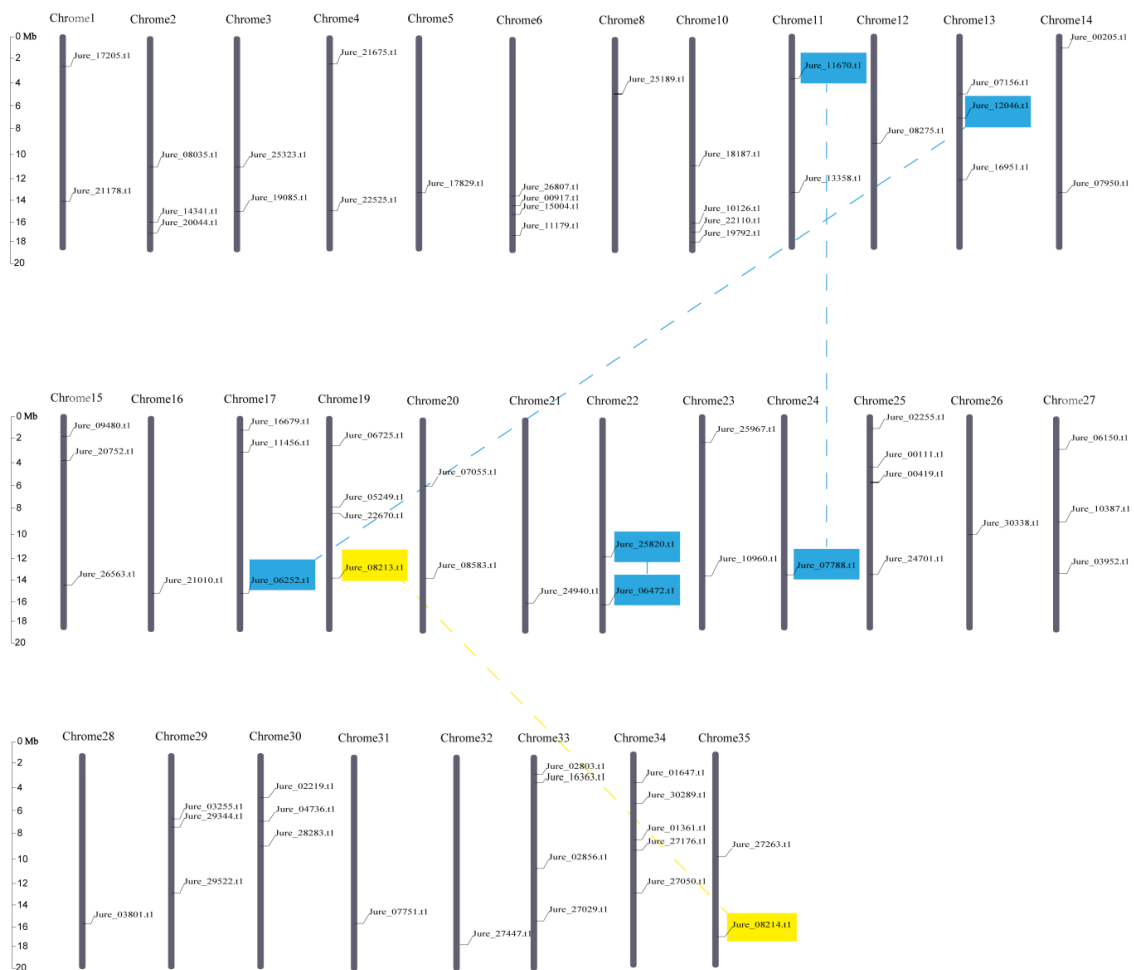 Chrome1
Chrome2
Chrome3
Chrome4
Chrome5
Chrome6
Chrome8
Chrome10
Chrome11
Chrome12
Chrome13
Chrome14
0 Mb
2
4
6
8
10
12
14
16
18
20
Jure_17205.t1
Jure_21178.t1
Jure_08035.t1
Jure_14341.t1
Jure_20044.t1
Jure_25323.t1
Jure_19085.t1
Jure_21675.t1
Jure_22525.t1
Jure_17829.t1
Jure_26807.t1
Jure_00917.t1
Jure_15004.t1
Jure_11179.t1
Jure_25189.t1
Jure_18187.t1
Jure_10126.t1
Jure_22110.t1
Jure_19792.t1
Jure_11670.t1
Jure_13358.t1
Jure_08275.t1
Jure_07156.t1
Jure_12046.t1
Jure_16951.t1
Jure_00205.t1
Jure_07950.t1
Chrome15
Chrome16
Chrome17
Chrome19
Chrome20
Chrome21
Chrome22
Chrome23
Chrome24
Chrome25
Chrome26
Chrome27
0 Mb
2
4
6
8
10
12
14
16
18
20
Jure_09480.t1
Jure_20752.t1
Jure_26563.t1
Jure_21010.t1
Jure_16679.t1
Jure_11456.t1
Jure_06252.t1
Jure_06725.t1
Jure_05249.t1
Jure_22670.t1
Jure_08213.t1
Jure_07055.t1
Jure_08583.t1
Jure_24940.t1
Jure_25820.t1
Jure_06472.t1
Jure_25967.t1
Jure_10960.t1
Jure_07788.t1
Jure_02255.t1
Jure_00111.t1
Jure_00419.t1
Jure_24701.t1
Jure_30338.t1
Jure_06150.t1
Jure_10387.t1
Jure_03952.t1
Chrome28
Chrome29
Chrome30
Chrome31
Chrome32
Chrome33
Chrome34
Chrome35
0 Mb
2
4
6
8
10
12
14
16
18
20
Jure_03801.t1
Jure_03255.t1
Jure_29344.t1
Jure_29522.t1
Jure_02219.t1
Jure_04736.t1
Jure_28283.t1
Jure_07751.t1
Jure_27447.t1
Jure_02803.t1
Jure_16363.t1
Jure_02856.t1
Jure_27029.t1
Jure_01647.t1
Jure_30289.t1
Jure_01361.t1
Jure_27176.t1
Jure_27050.t1
Jure_27263.t1
Jure_08214.t1